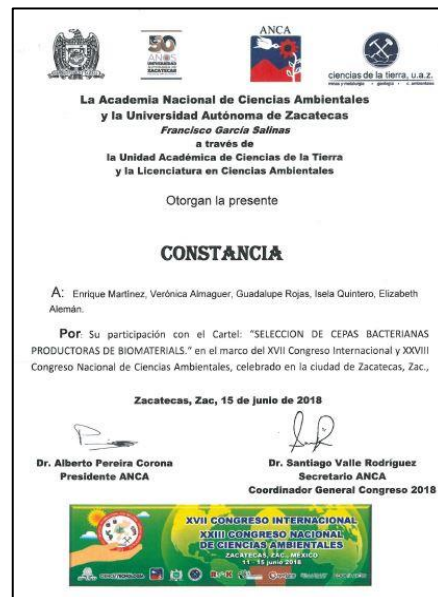 50
AÑOS
UNIVERSIDAD
ZACATECAS
ANCA
ciencias de la tierra, u.a.z.
La Academia Nacional de Ciencias Ambientales
y la Universidad Autónoma de Zacatecas
Francisco García Salinas
a través de
la Unidad Académica de Ciencias de la Tierra
y la Licenciatura en Ciencias Ambientales
Otorgan la presente
CONSTANCIA
A: Enrique Martínez, Verónica Almaguer, Guadalupe Rojas, Isela Quintero, Elizabeth
Alemán.
Por: Su participación con el Cartel: “SELECCION DE CEPAS BACTERIANAS
PRODUCTORAS DE BIOMATERIALS.” en el marco del XVII Congreso Internacional y XXVIII
Congreso Nacional de Ciencias Ambientales, celebrado en la ciudad de Zacatecas, Zac.,
Zacatecas, Zac, 15 de junio de 2018
Dr. Alberto Pereira Corona
Presidente ANCA
Dr. Santiago Valle Rodríguez
Secretario ANCA
Coordinador General Congreso 2018
XVII CONGRESO INTERNACIONAL
XXIII CONGRESO NACIONAL
DE CIENCIAS AMBIENTALES
ZACATECAS, ZAC., MEXICO
11 - 15 junio 2018